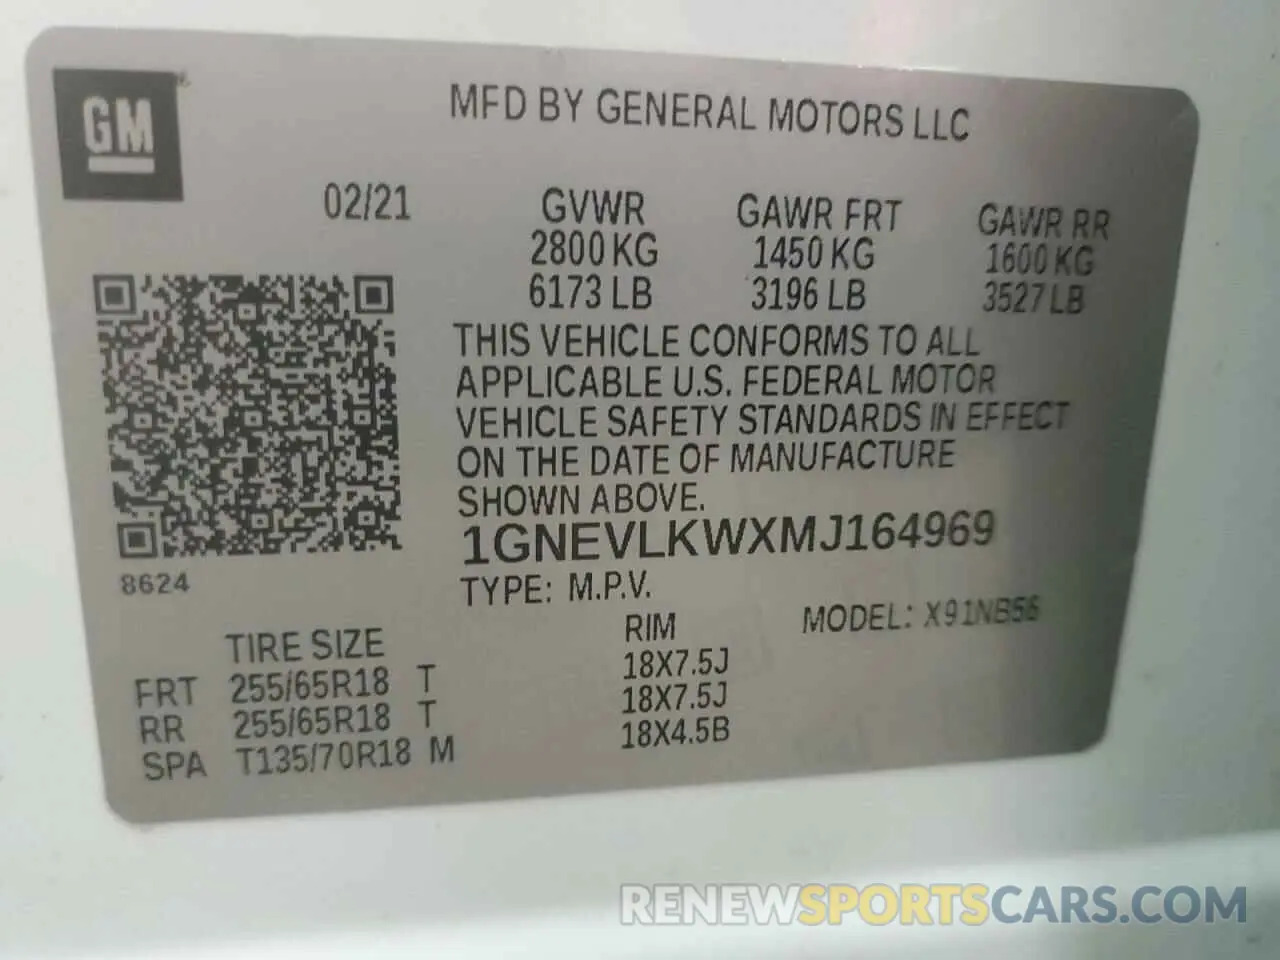 GM
MFD BY GENERAL MOTORS LLC
02/21 GVWR GAWR FRT GAWR RR
2800 KG 1450 KG 1600 KG
6173 LB 3196 LB 3527 LB
THIS VEHICLE CONFORMS TO ALL
APPLICABLE U.S. FEDERAL MOTOR
VEHICLE SAFETY STANDARDS IN EFFECT
ON THE DATE OF MANUFACTURE
SHOWN ABOVE.
1GNEVLKWXMJ164969
8624
TYPE: M.P.V.
MODEL: X91NB56
TIRE SIZE RIM
FRT 255/65R18 T 18X7.5J
RR 255/65R18 T 18X7.5J
SPA T135/70R18 M 18X4.5B
RENEWSPORTSCARS.COM